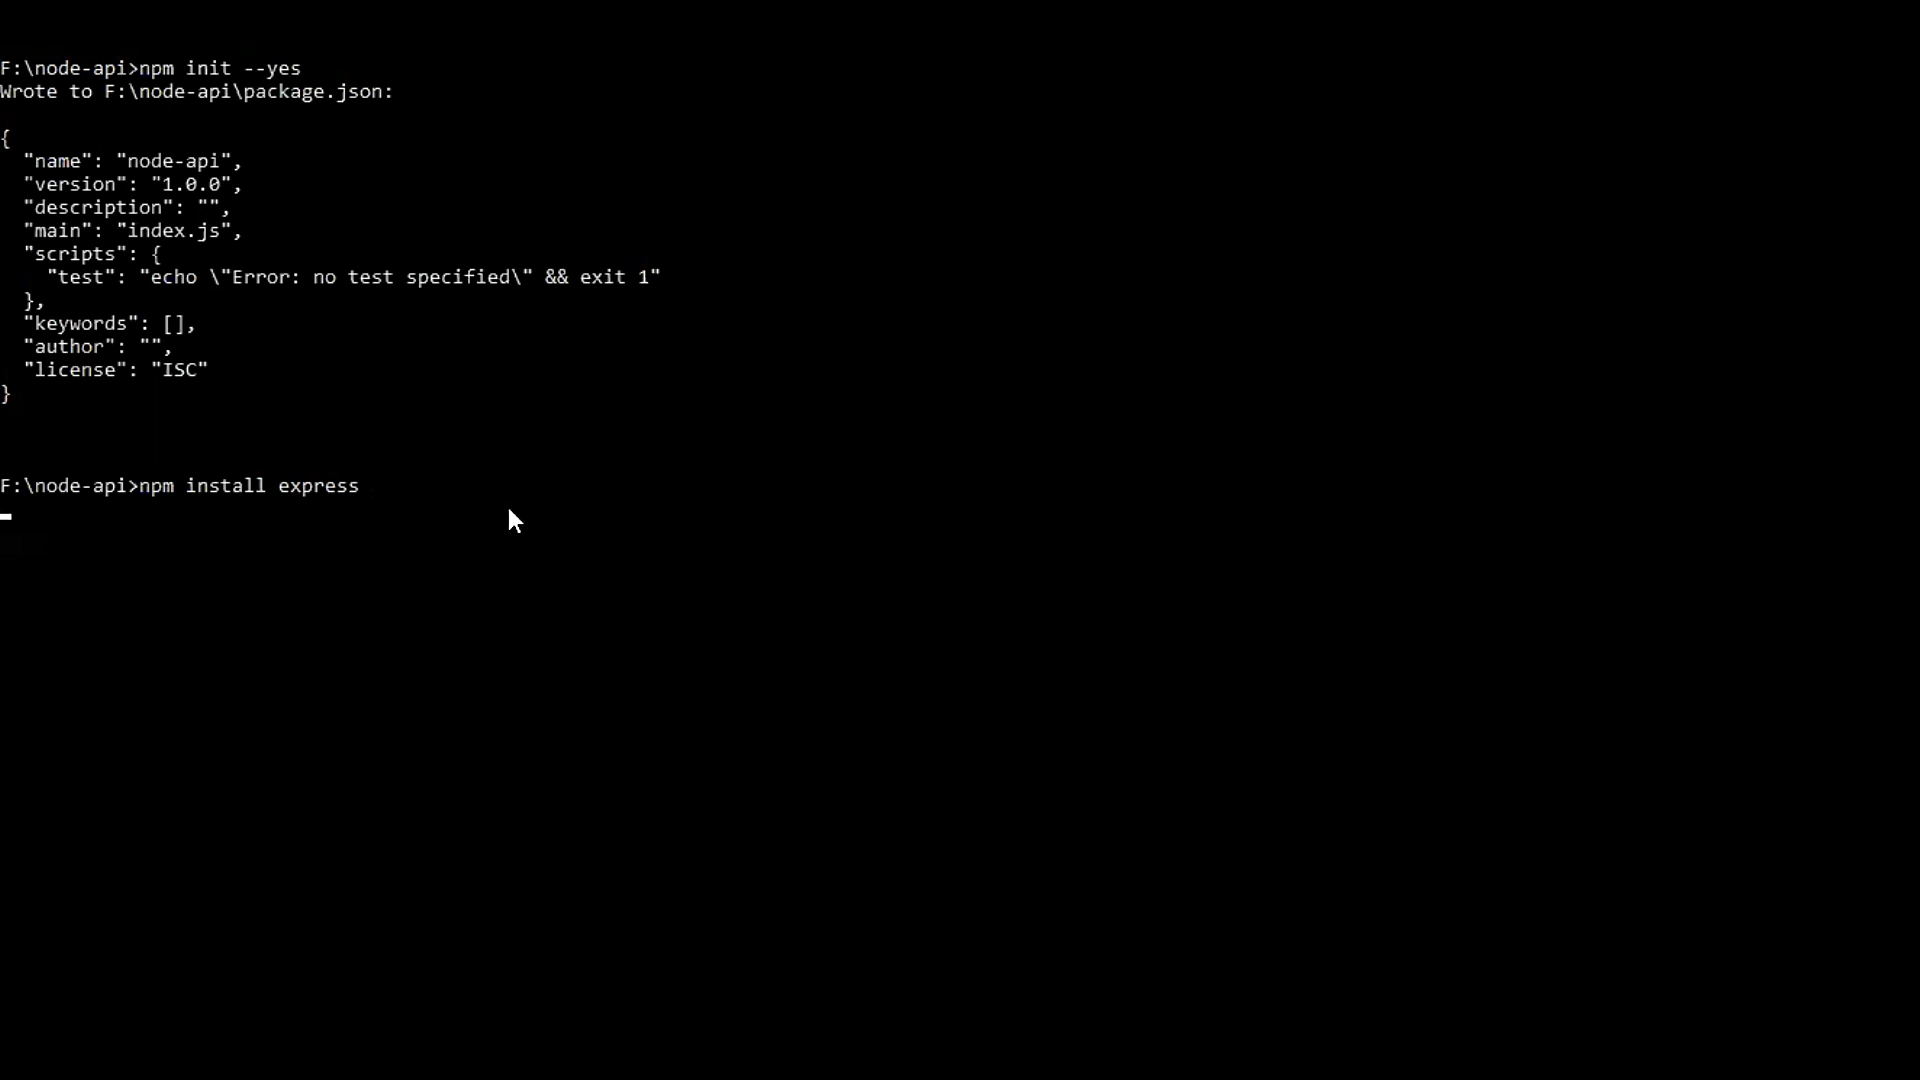 F:\node-api>npm init --yes
Wrote to F:\node-api\package.json:
{
  "name": "node-api",
  "version": "1.0.0",
  "description": "",
  "main": "index.js",
  "scripts": {
    "test": "echo \"Error: no test specified\" && exit 1"
  },
  "keywords": [],
  "author": "",
  "license": "ISC"
}
F:\node-api>npm install express